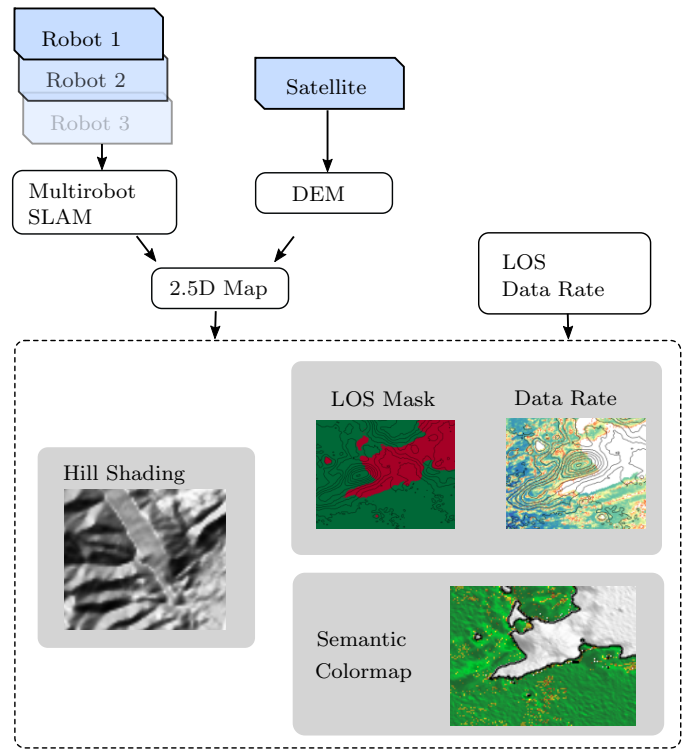 Robot 1
Robot 2
Robot 3
Satellite
Multirobot
SLAM
DEM
2.5D Map
LOS
Data Rate
LOS Mask
Data Rate
Hill Shading
Semantic
Colormap